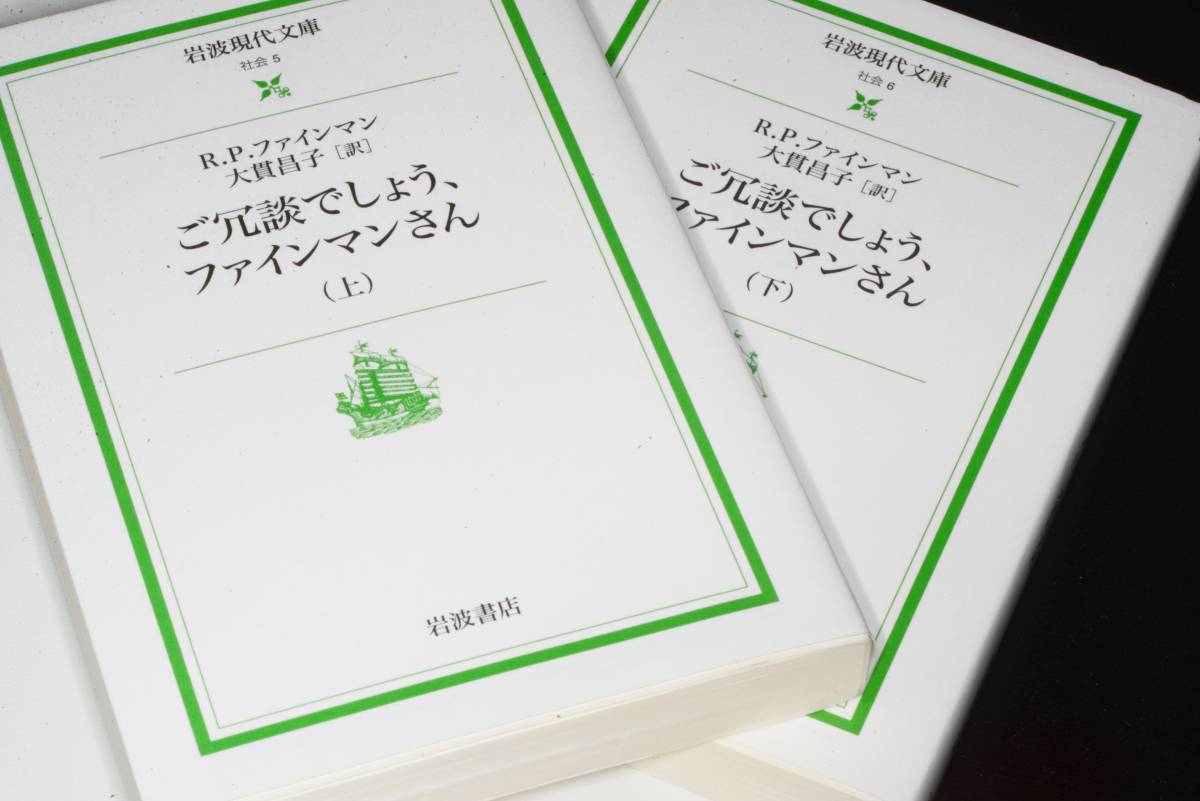 岩波現代文庫
社会 5
R.P.ファインマン
大貫昌子［訳］
ご冗談でしょう、
ファインマンさん
（上）
岩波書店
岩波現代文庫
社会 6
R.P.ファインマン
大貫昌子［訳］
ご冗談でしょう、
ファインマンさん
（下）